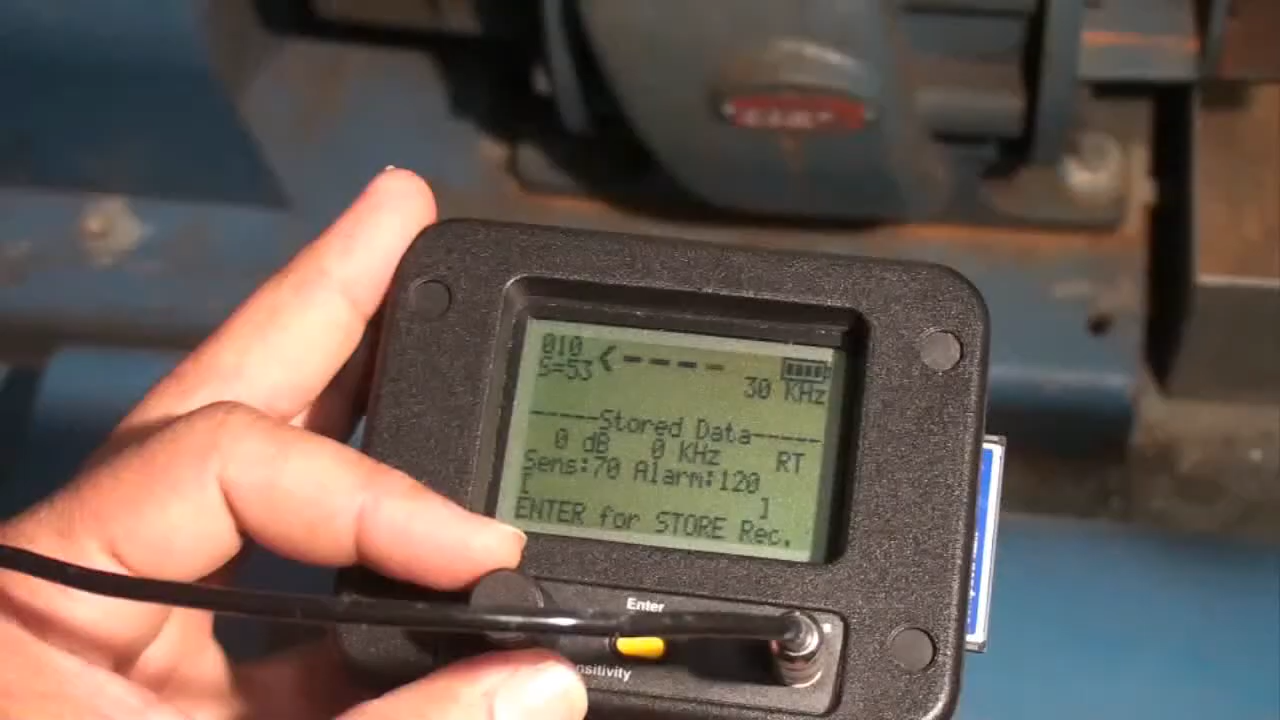 010
S=53 < - - - -
30 KHz
-----Stored Data-----
0 dB 0 KHz RT
Sens:70 Alarm:120
[ ]
ENTER for STORE Rec.
Enter
nsitivity